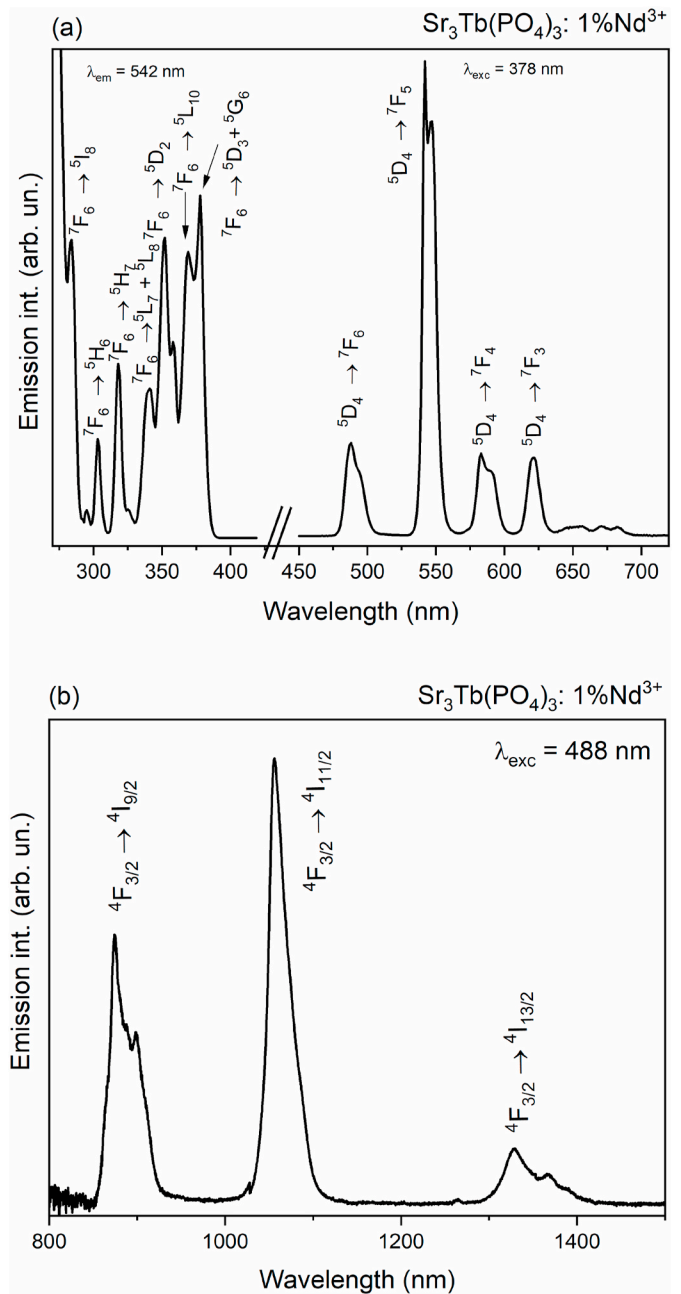 (a)
Sr₃Tb(PO₄)₃: 1%Nd³⁺
λem = 542 nm
λexc = 378 nm
⁷F₆ → ⁵I₈
⁷F₆ → ⁵H₆
⁷F₆ → ⁵H₇
⁷F₆ → ⁵L₇ + ⁵L₈
⁷F₆ → ⁵D₂
⁷F₆ → ⁵L₁₀
⁷F₆ → ⁵D₃+ ⁵G₆
⁵D₄ → ⁷F₆
⁵D₄ → ⁷F₅
⁵D₄ → ⁷F₄
⁵D₄ → ⁷F₃
Emission int. (arb. un.)
300 350 400 450 500 550 600 650 700
Wavelength (nm)
(b)
Sr₃Tb(PO₄)₃: 1%Nd³⁺
λexc = 488 nm
⁴F₃/₂ → ⁴I₉/₂
⁴F₃/₂ → ⁴I₁₁/₂
⁴F₃/₂ → ⁴I₁₃/₂
Emission int. (arb. un.)
800 1000 1200 1400
Wavelength (nm)